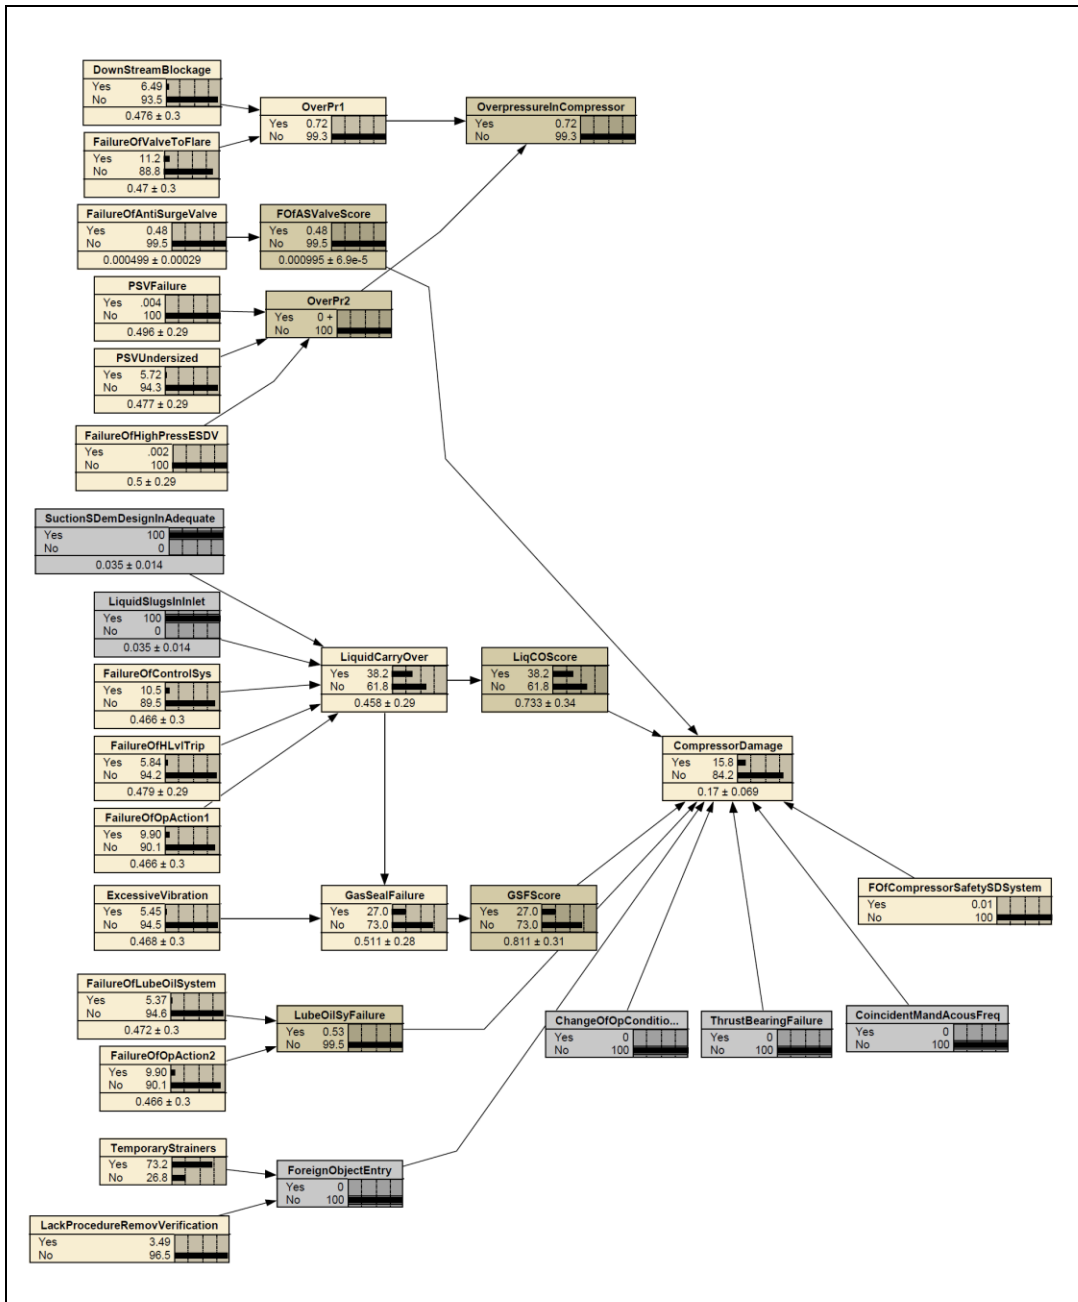 DownStreamBlockage
Yes 6.49
No 93.5
0.476 ± 0.3
OverPr1
Yes 0.72
No 99.3
OverpressureInCompressor
Yes 0.72
No 99.3
FailureOfValveToFlare
Yes 11.2
No 88.8
0.47 ± 0.3
FailureOfAntiSurgeValve
Yes 0.48
No 99.5
0.000499 ± 0.00029
FOfASValveScore
Yes 0.48
No 99.5
0.000995 ± 6.9e-5
PSVFailure
Yes .004
No 100
0.496 ± 0.29
OverPr2
Yes 0 +
No 100
PSVUndersized
Yes 5.72
No 94.3
0.477 ± 0.29
FailureOfHighPressESDV
Yes .002
No 100
0.5 ± 0.29
SuctionSDemDesignInAdequate
Yes 100
No 0
0.035 ± 0.014
LiquidSlugsInInlet
Yes 100
No 0
0.035 ± 0.014
LiquidCarryOver
Yes 38.2
No 61.8
0.458 ± 0.29
LiqCOScore
Yes 38.2
No 61.8
0.733 ± 0.34
FailureOfControlSys
Yes 10.5
No 89.5
0.466 ± 0.3
FailureOfHLvlTrip
Yes 5.84
No 94.2
0.479 ± 0.29
CompressorDamage
Yes 15.8
No 84.2
0.17 ± 0.069
FailureOfOpAction1
Yes 9.90
No 90.1
0.466 ± 0.3
ExcessiveVibration
Yes 5.45
No 94.5
0.468 ± 0.3
GasSealFailure
Yes 27.0
No 73.0
0.511 ± 0.28
GSFScore
Yes 27.0
No 73.0
0.811 ± 0.31
FOfCompressorSafetySDSystem
Yes 0.01
No 100
FailureOfLubeOilSystem
Yes 5.37
No 94.6
0.472 ± 0.3
LubeOilSyFailure
Yes 0.53
No 99.5
ChangeOfOpConditio...
Yes 0
No 100
ThrustBearingFailure
Yes 0
No 100
CoincidentMandAcousFreq
Yes 0
No 100
FailureOfOpAction2
Yes 9.90
No 90.1
0.466 ± 0.3
TemporaryStrainers
Yes 73.2
No 26.8
ForeignObjectEntry
Yes 0
No 100
LackProcedureRemovVerification
Yes 3.49
No 96.5